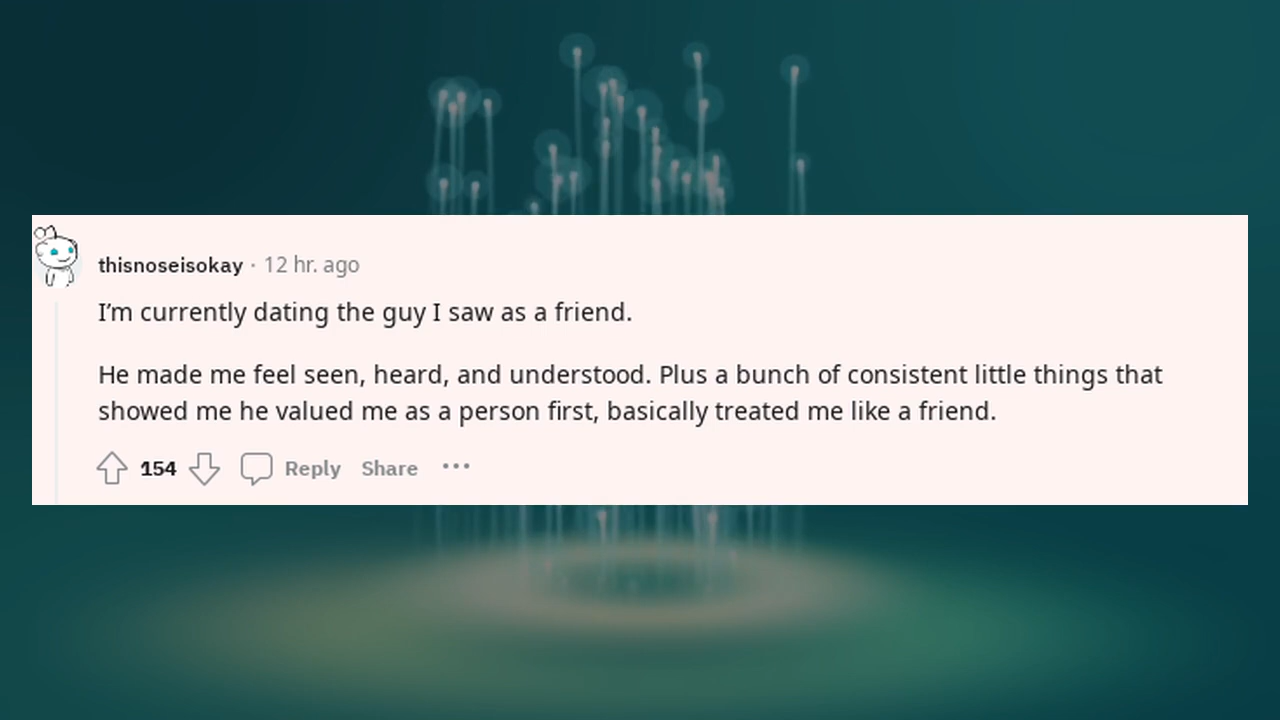 thisnoseisokay · 12 hr. ago
I’m currently dating the guy I saw as a friend.
He made me feel seen, heard, and understood. Plus a bunch of consistent little things that
showed me he valued me as a person first, basically treated me like a friend.
154 Reply Share ···